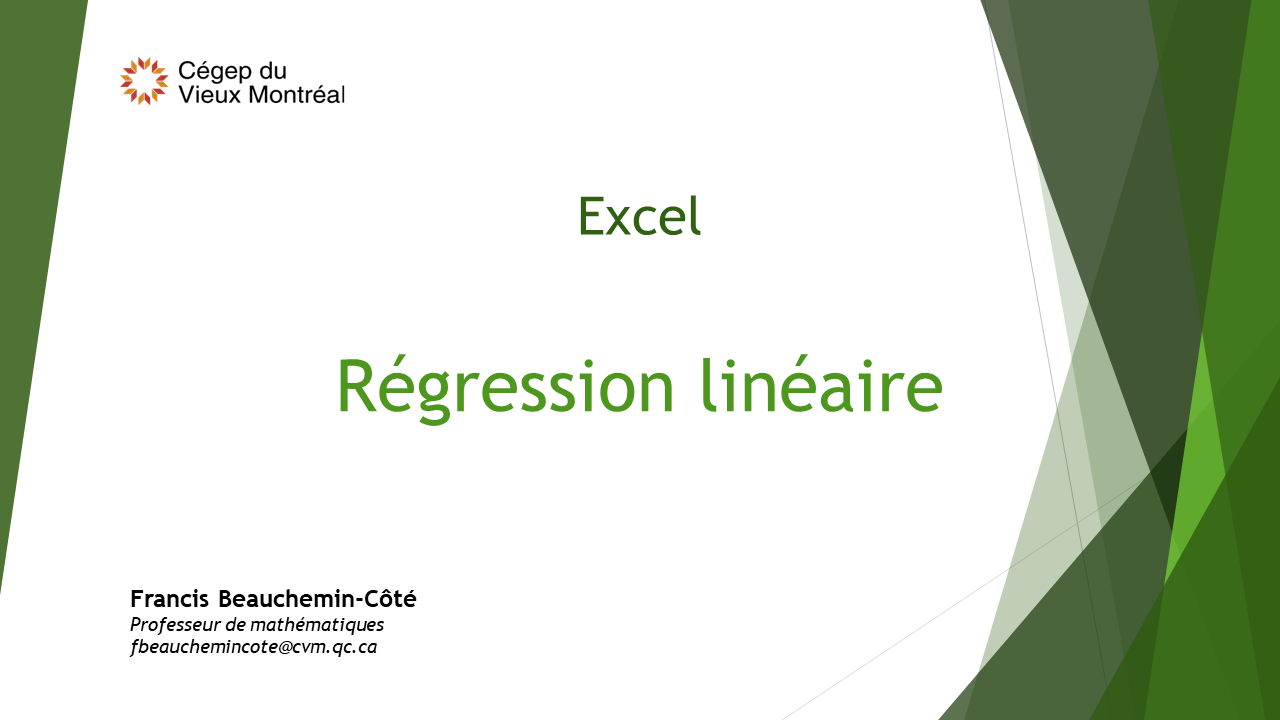 Cégep du
Vieux Montréal
Excel
Régression linéaire
Francis Beauchemin-Côté
Professeur de mathématiques
fbeauchemincote@cvm.qc.ca